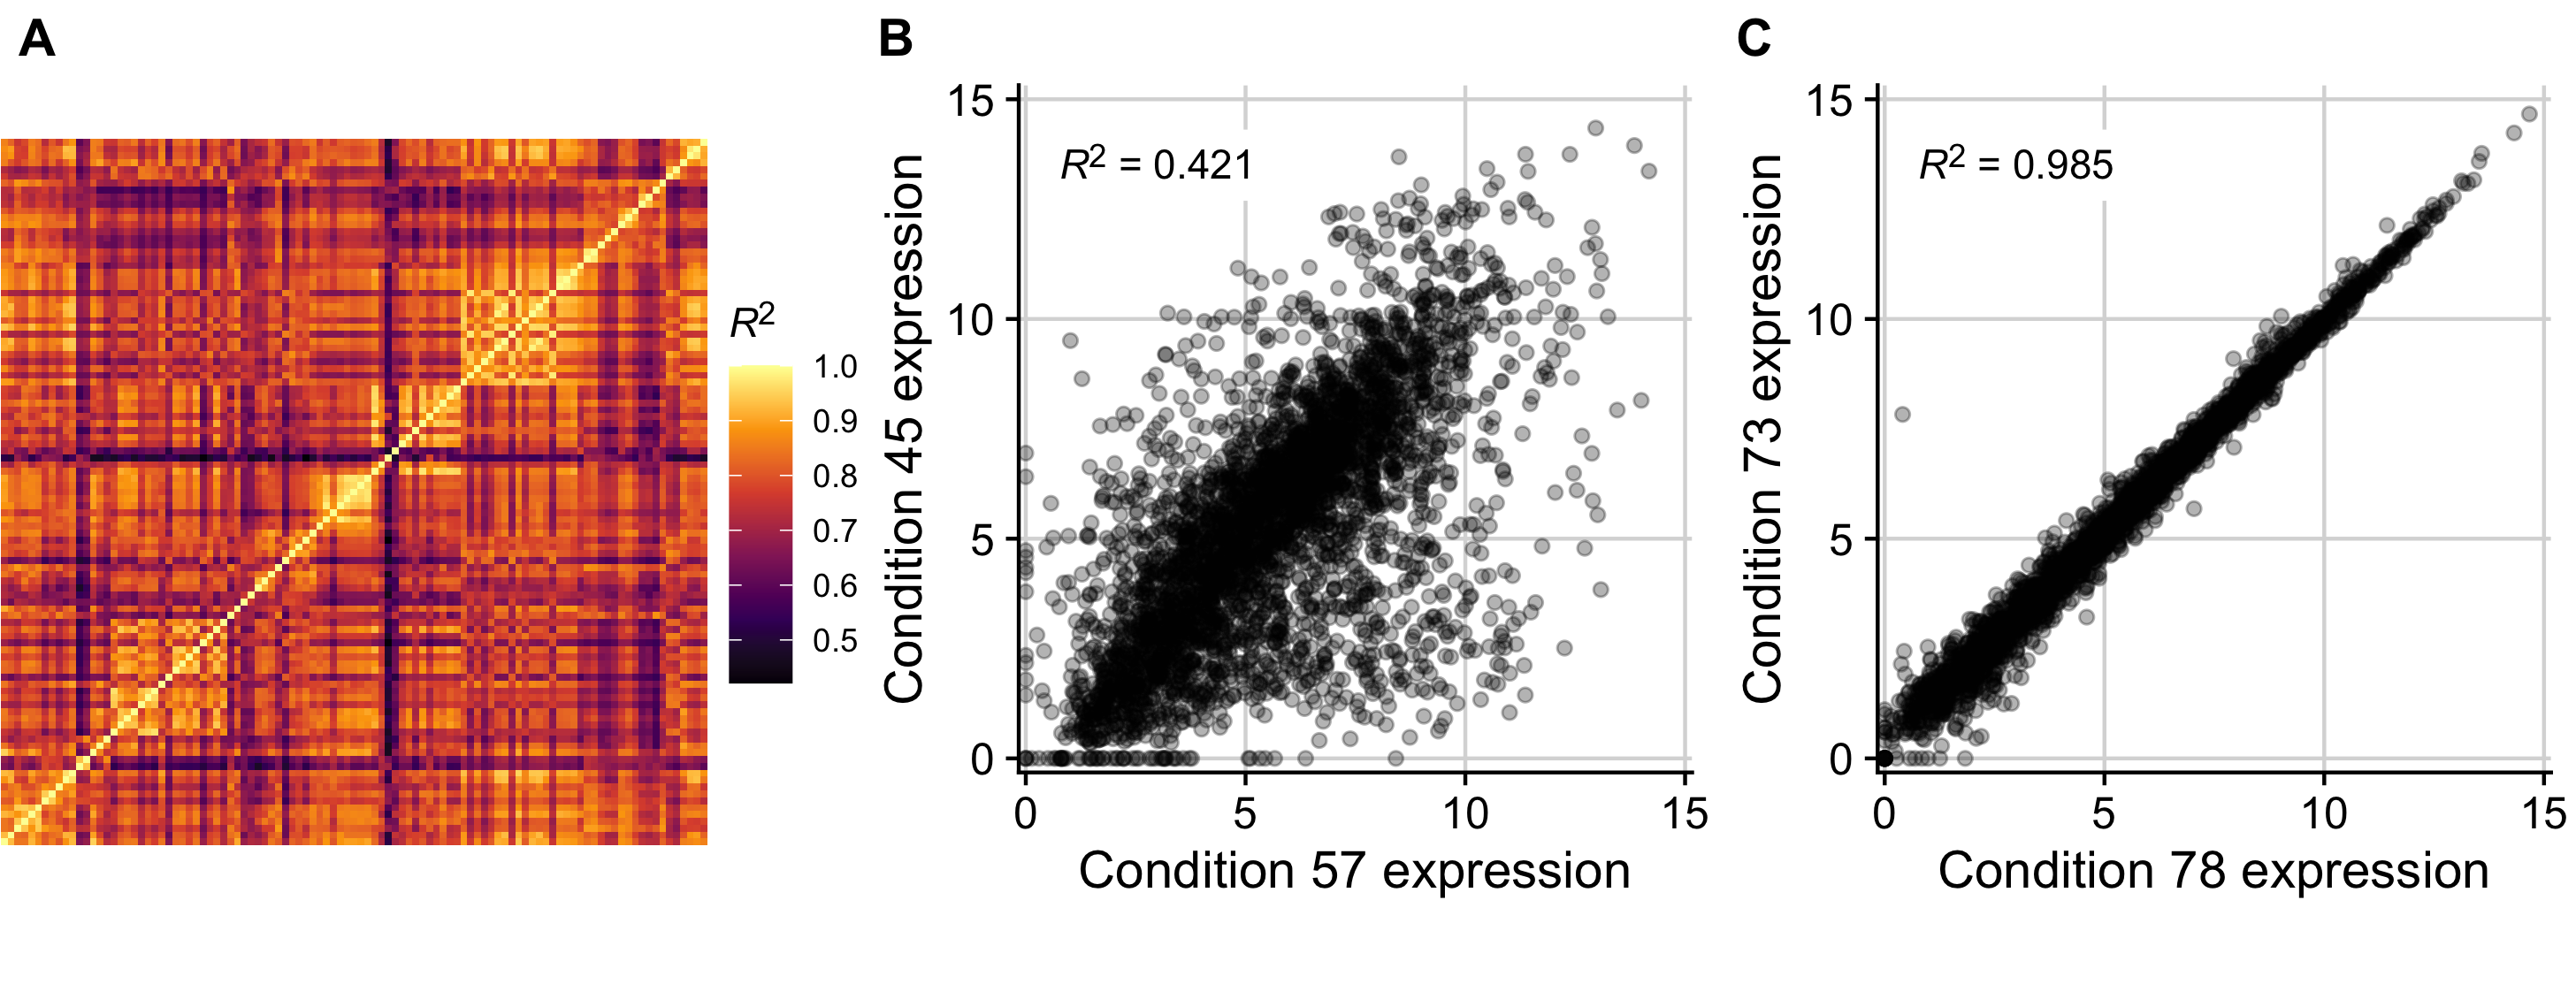 A
R2
1.0
0.9
0.8
0.7
0.6
0.5
B
Condition 45 expression
15
10
5
0
R2 = 0.421
0 5 10 15
Condition 57 expression
C
Condition 73 expression
15
10
5
0
R2 = 0.985
0 5 10 15
Condition 78 expression